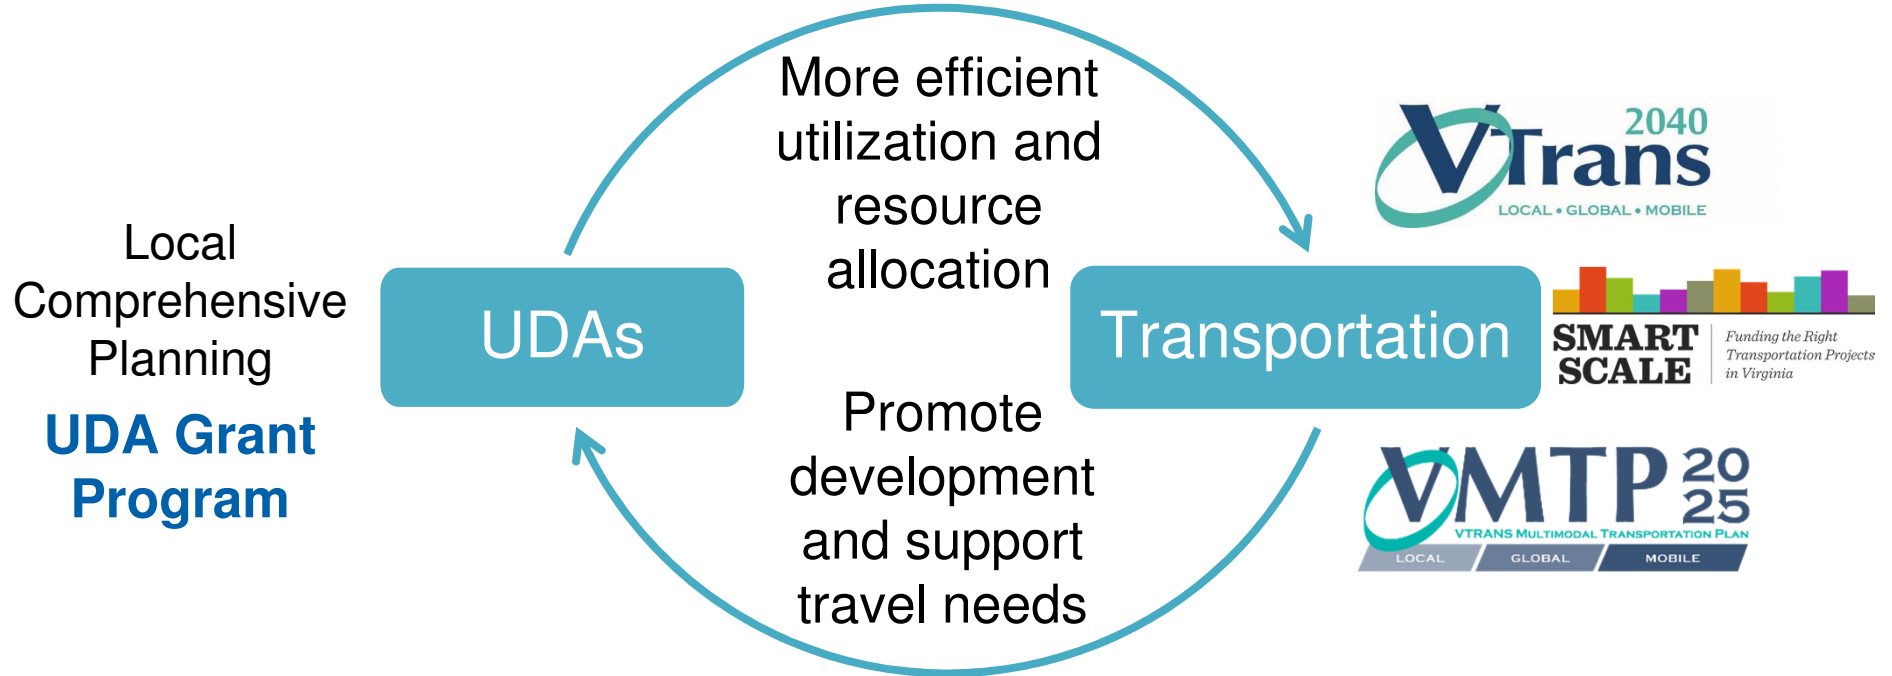 Local
Comprehensive
Planning
UDA Grant
Program
UDAs
More efficient
utilization and
resource
allocation
Promote
development
and support
travel needs
Transportation
2040
VTrans
LOCAL • GLOBAL • MOBILE
SMART
SCALE
Funding the Right
Transportation Projects
in Virginia
VMTP 20
25
VTRANS MULTIMODAL TRANSPORTATION PLAN
LOCAL GLOBAL MOBILE